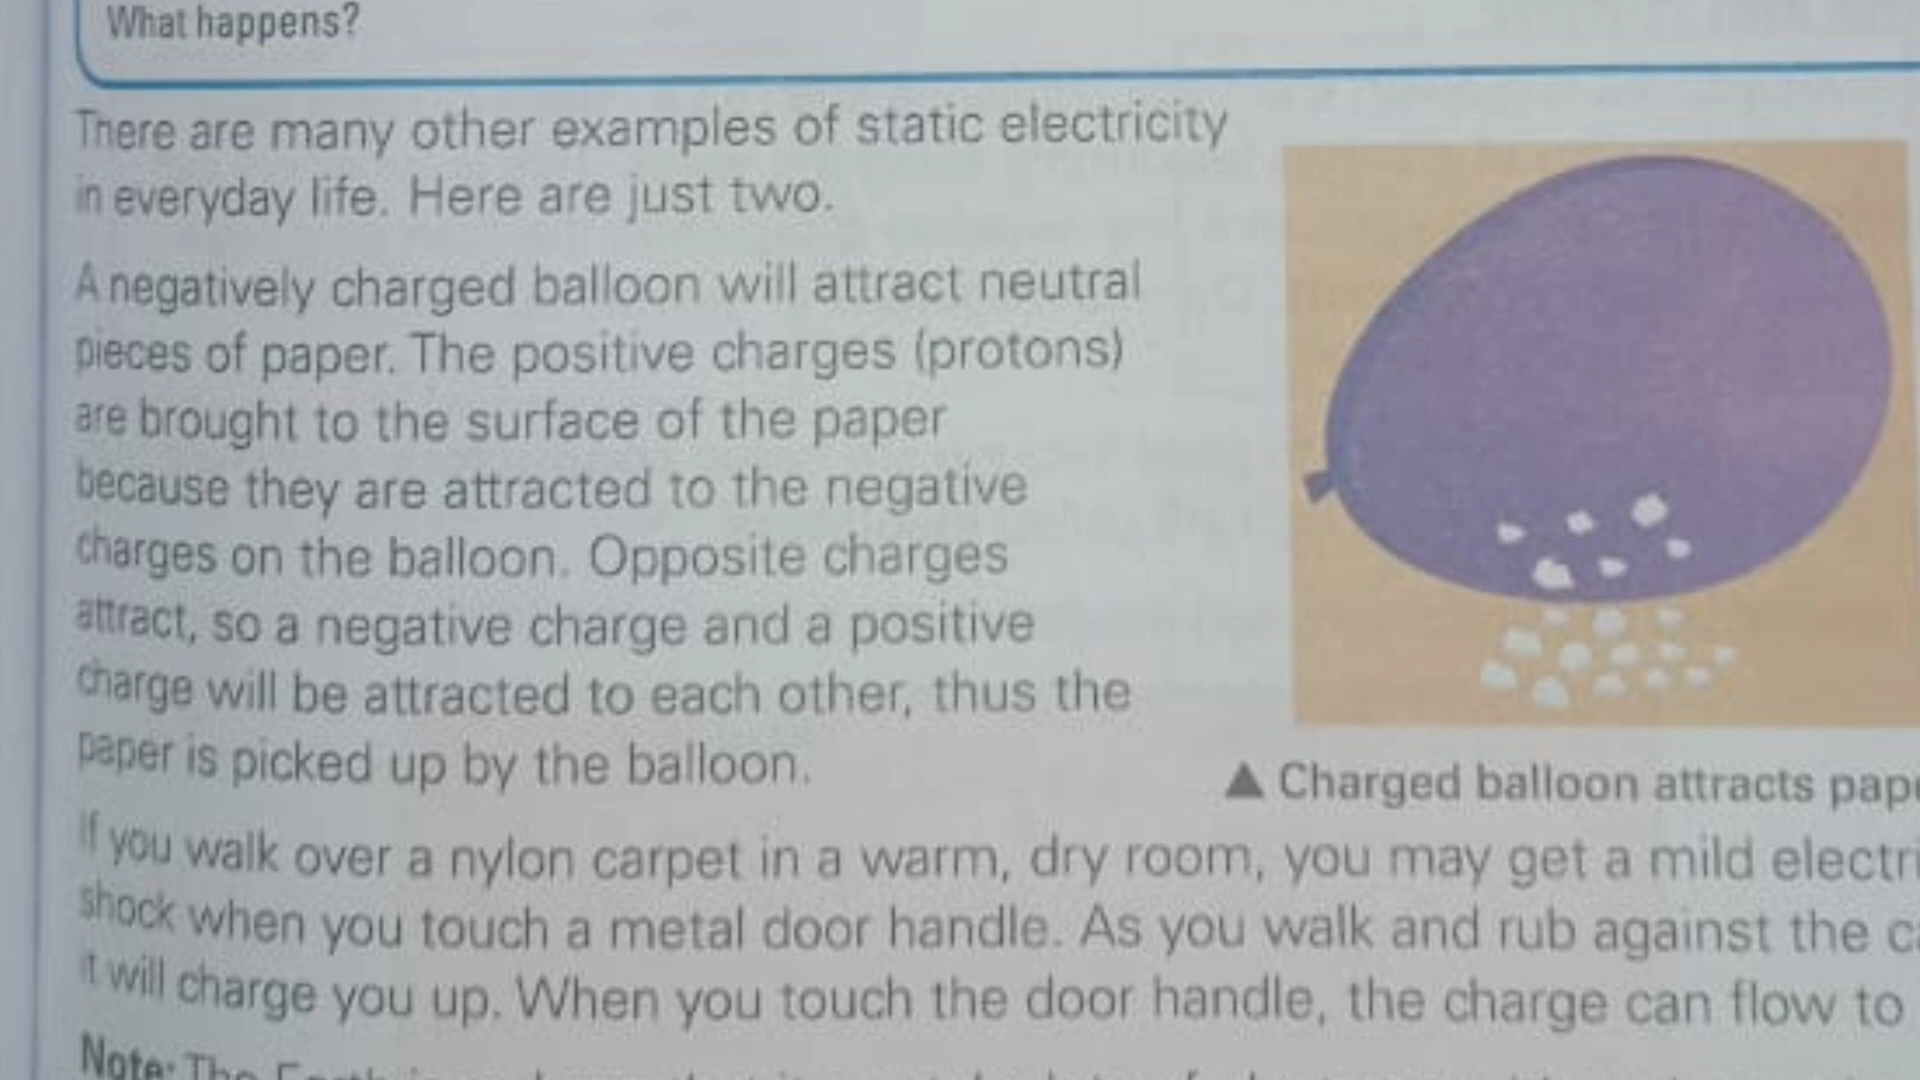 What happens?
There are many other examples of static electricity
in everyday life. Here are just two.
A negatively charged balloon will attract neutral
pieces of paper. The positive charges (protons)
are brought to the surface of the paper
because they are attracted to the negative
charges on the balloon. Opposite charges
attract, so a negative charge and a positive
charge will be attracted to each other, thus the
paper is picked up by the balloon.
▲ Charged balloon attracts
If you walk over a nylon carpet in a warm, dry room, you may get a mild
shock when you touch a metal door handle. As you walk and rub against the
it will charge you up. When you touch the door handle, the charge can flow to
Note: The